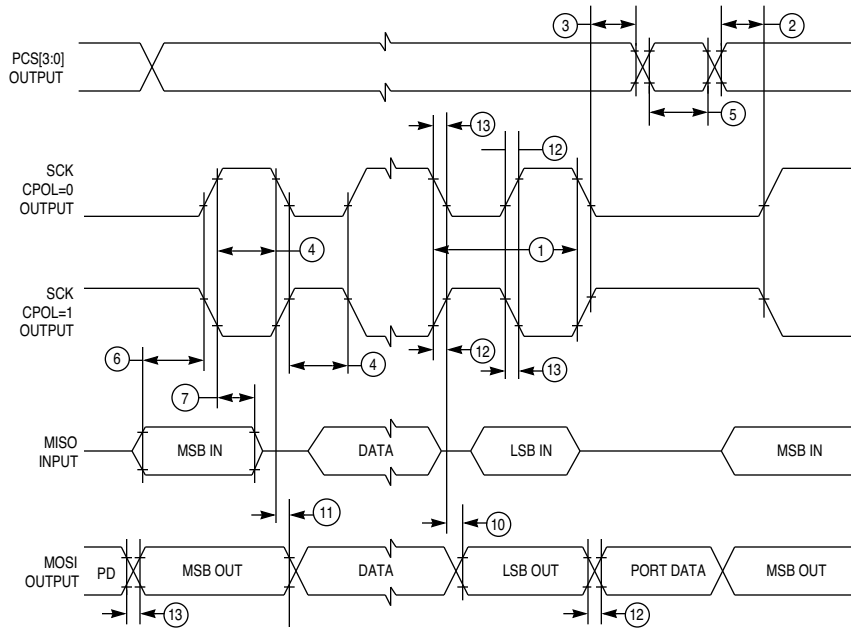 3
2
PCS[3:0]
OUTPUT
5
13
12
SCK
CPOL=0
OUTPUT
4
1
SCK
CPOL=1
OUTPUT
6
4
12
13
7
MISO
INPUT
MSB IN
DATA
LSB IN
MSB IN
11
10
MOSI
OUTPUT
PD
MSB OUT
DATA
LSB OUT
PORT DATA
MSB OUT
13
12